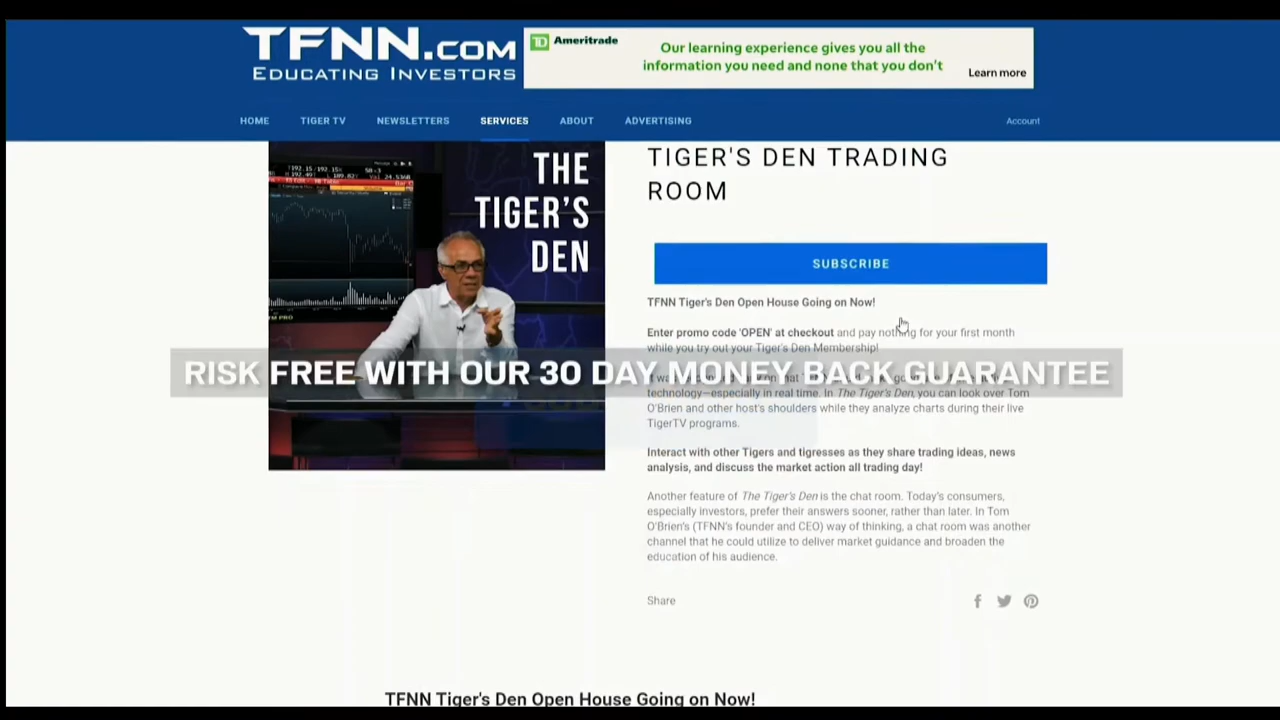 TFNN.COM
EDUCATING INVESTORS
TD Ameritrade
Our learning experience gives you all the
information you need and none that you don't
Learn more
HOME
TIGER TV
NEWSLETTERS
SERVICES
ABOUT
ADVERTISING
Account
THE
TIGER'S
DEN
TIGER'S DEN TRADING
ROOM
SUBSCRIBE
TFNN Tiger's Den Open House Going on Now!
Enter promo code 'OPEN' at checkout and pay nothing for your first month
while you try out your Tiger's Den Membership!
RISK FREE WITH OUR 30 DAY MONEY BACK GUARANTEE
technology—especially in real time. In The Tiger's Den, you can look over Tom
O'Brien and other host's shoulders while they analyze charts during their live
TigerTV programs.
Interact with other Tigers and tigresses as they share trading ideas, news
analysis, and discuss the market action all trading day!
Another feature of The Tiger's Den is the chat room. Today's consumers,
especially investors, prefer their answers sooner, rather than later. In Tom
O'Brien's (TFNN's founder and CEO) way of thinking, a chat room was another
channel that he could utilize to deliver market guidance and broaden the
education of his audience.
Share
TFNN Tiger's Den Open House Going on Now!